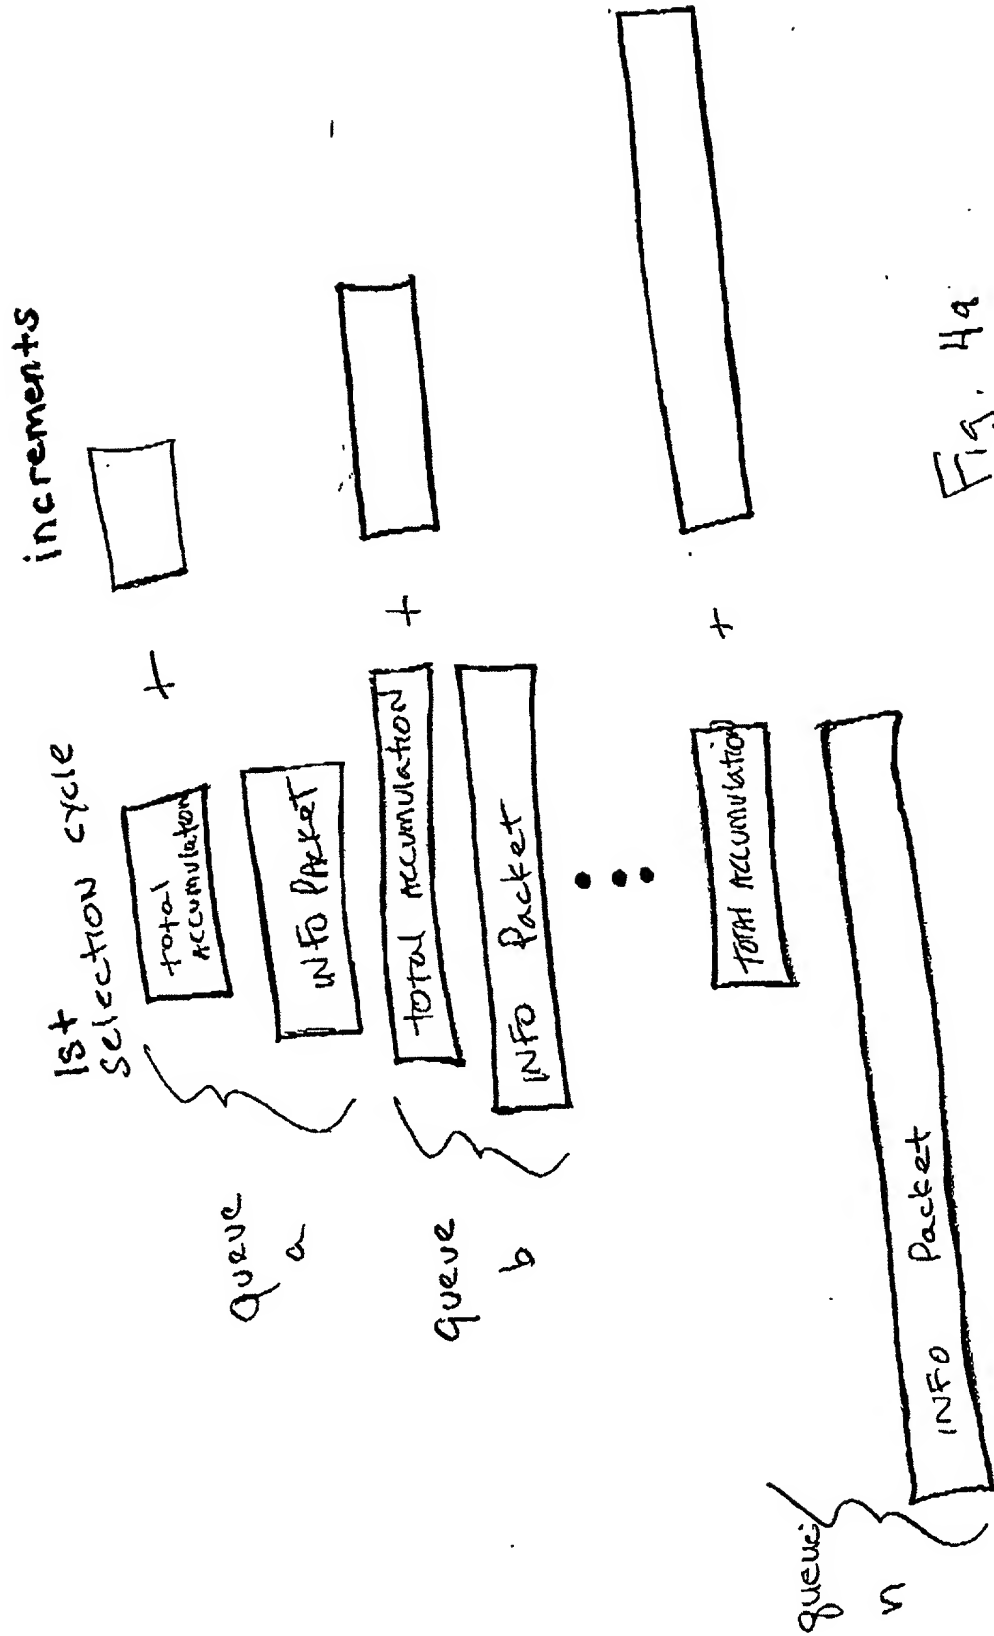 1st
selection cycle
increments
queue
a
total
Accumulation
+
INFO PACKET
queue
b
total Accumulation
+
INFO Packet
queue
n
TOTAL ACCUMULATION
+
INFO Packet
Fig. 4a